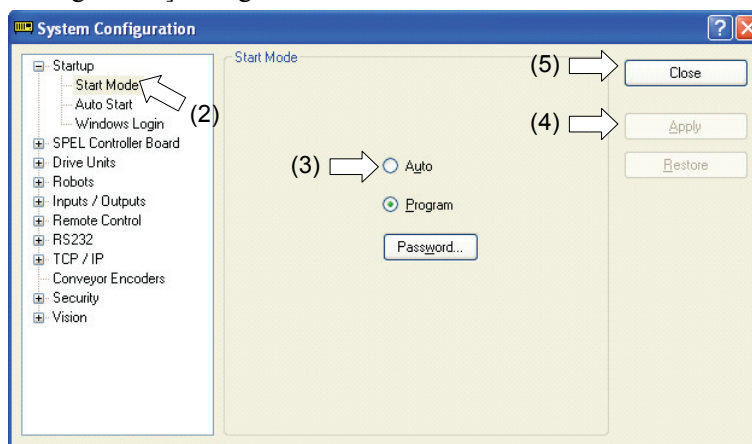 System Configuration
Startup
Start Mode
Auto Start
Windows Login
SPEL Controller Board
Drive Units
Robots
Inputs / Outputs
Remote Control
RS232
TCP / IP
Conveyor Encoders
Security
Vision
(2)
Start Mode
(3)
Auto
Program
Password...
(5)
Close
(4)
Apply
Restore